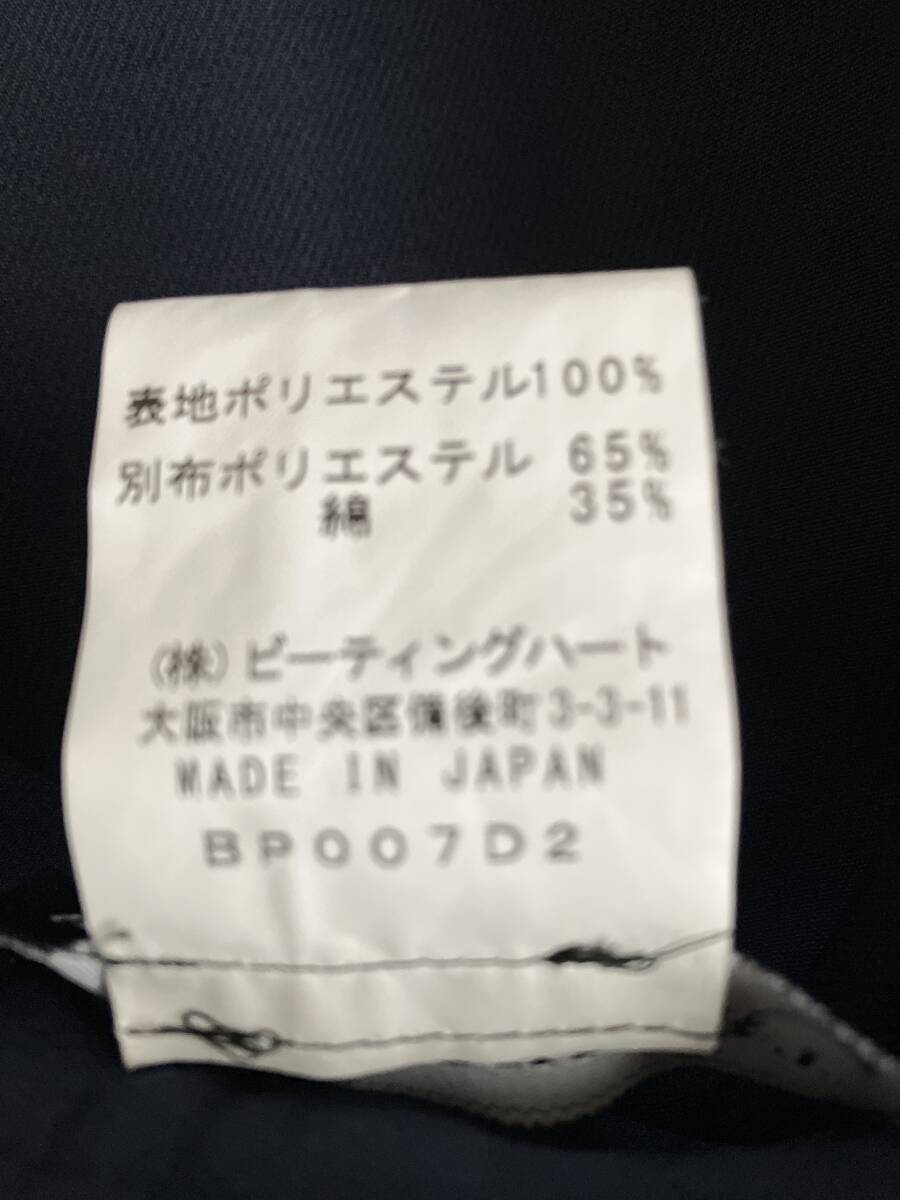 表地ポリエステル100%
別布ポリエステル 65%
綿 35%
(株)ビーティングハート
大阪市中央区備後町3-3-11
MADE IN JAPAN
BP007D2